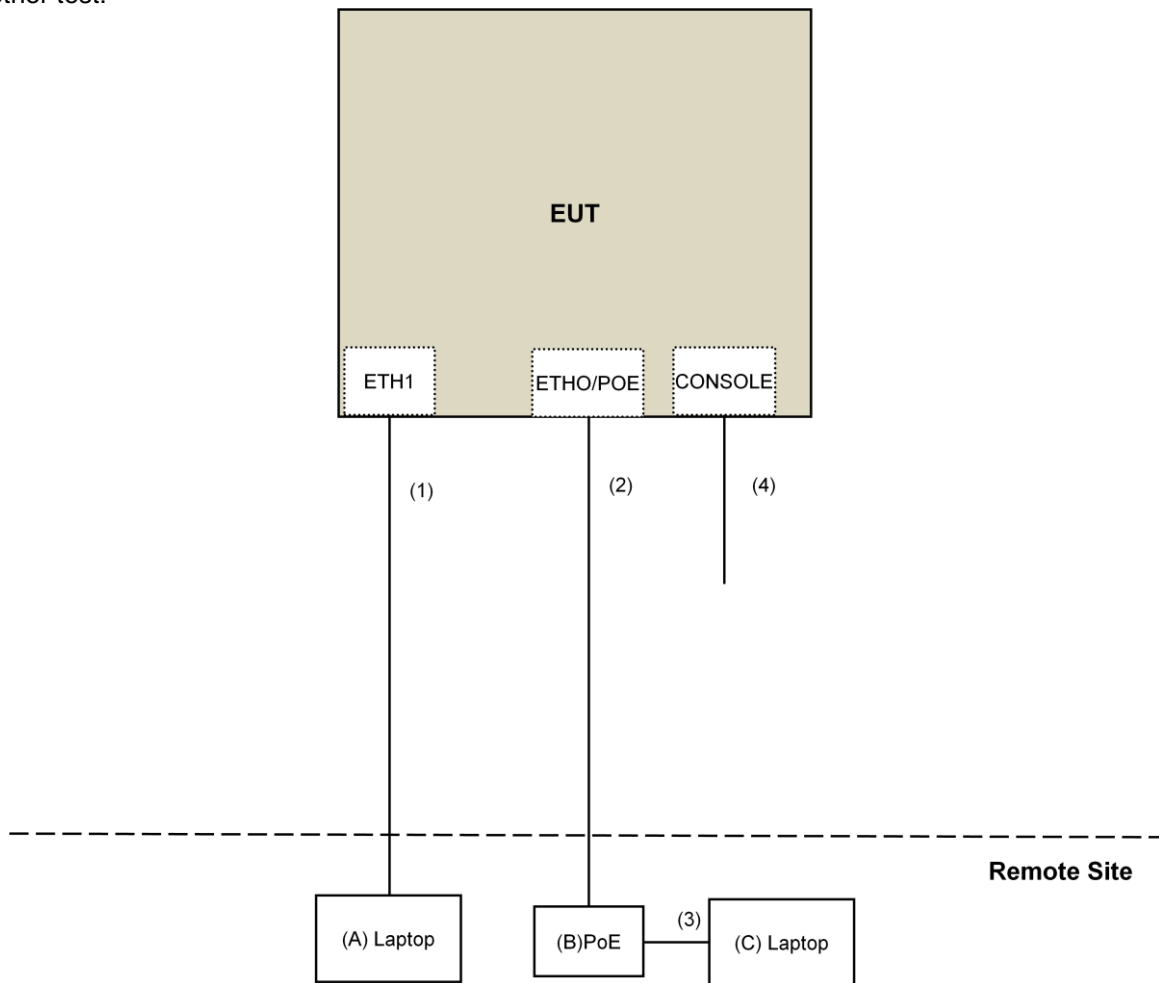 EUT
ETH1
ETHO/POE
CONSOLE
(1)
(2)
(4)
Remote Site
(A) Laptop
(B)PoE
(3)
(C) Laptop